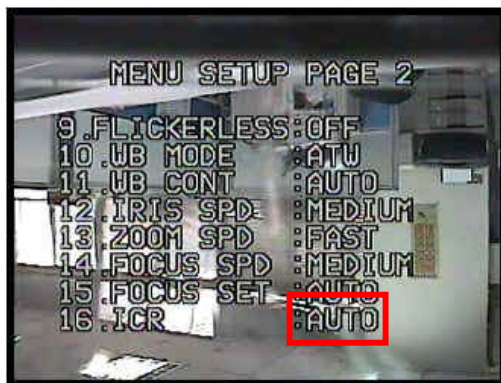 MENU SETUP PAGE 2
9.FLICKERLESS:OFF
10.WB MODE :ATW
11.WB CONT :AUTO
12.IRIS SPD :MEDIUM
13.ZOOM SPD :FAST
14.FOCUS SPD :MEDIUM
15.FOCUS SET :AUTO
16.ICR :AUTO